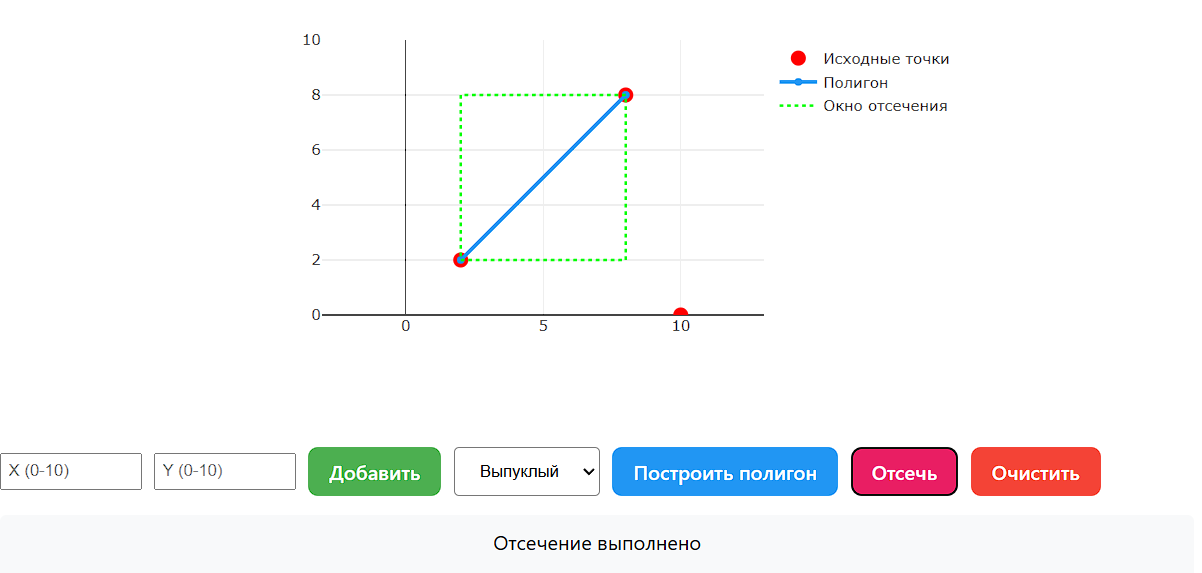 10
8
6
4
2
0
0 5 10
Исходные точки
Полигон
Окно отсечения
X (0-10) Y (0-10) Добавить Выпуклый Построить полигон Отсечь Очистить
Отсечение выполнено